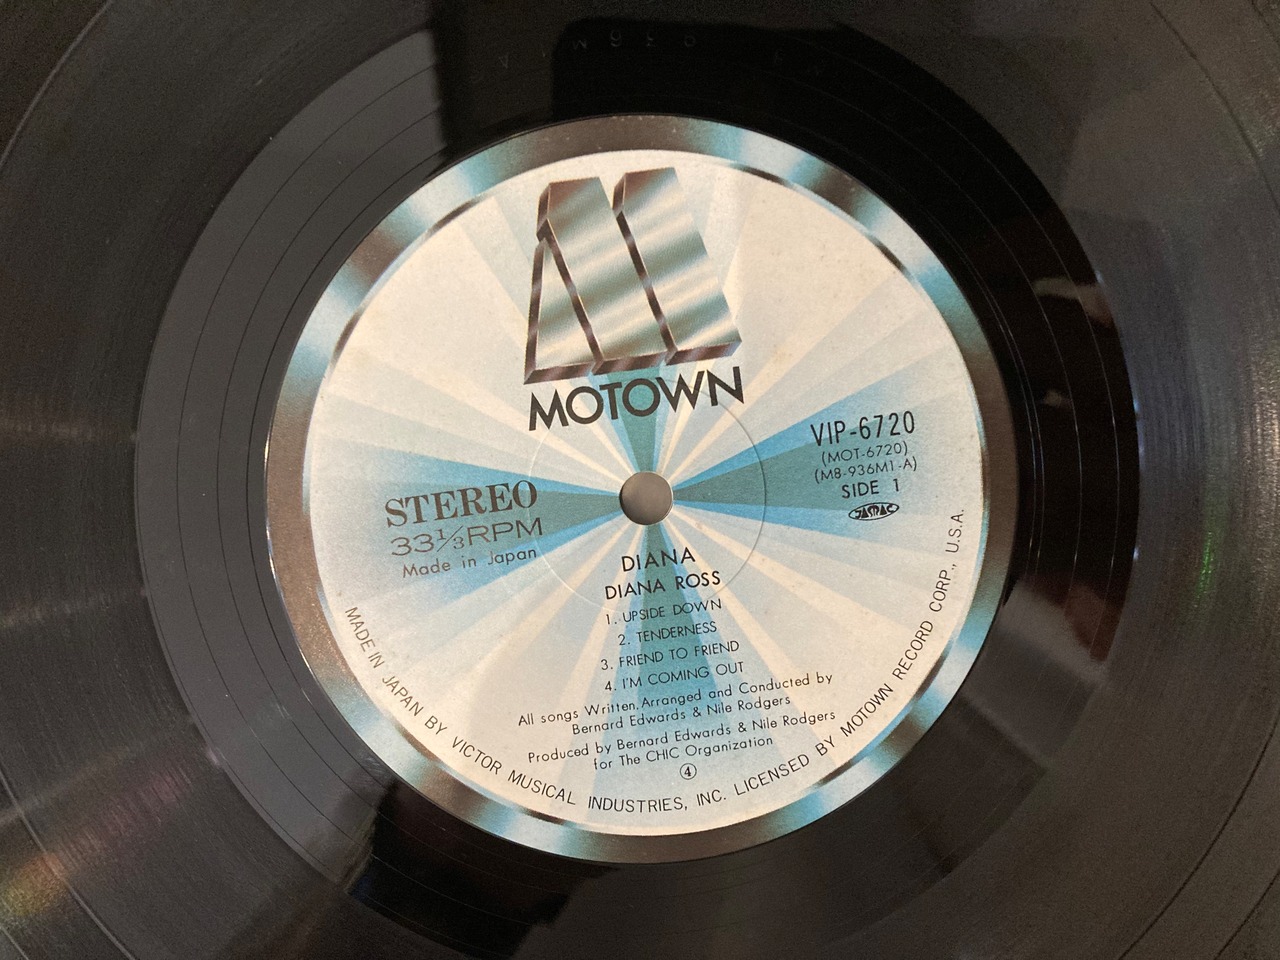 MOTOWN
VIP-6720
(MOT-6720)
(M8-936M1-A)
SIDE 1
JASRAC
STEREO
33⅓RPM
Made in Japan
DIANA
DIANA ROSS
1. UPSIDE DOWN
2. TENDERNESS
3. FRIEND TO FRIEND
4. I'M COMING OUT
All songs Written, Arranged and Conducted by
Bernard Edwards & Nile Rodgers
Produced by Bernard Edwards & Nile Rodgers
for The CHIC Organization
④
MADE IN JAPAN BY VICTOR MUSICAL INDUSTRIES, INC. LICENSED BY MOTOWN RECORD CORP., U.S.A.